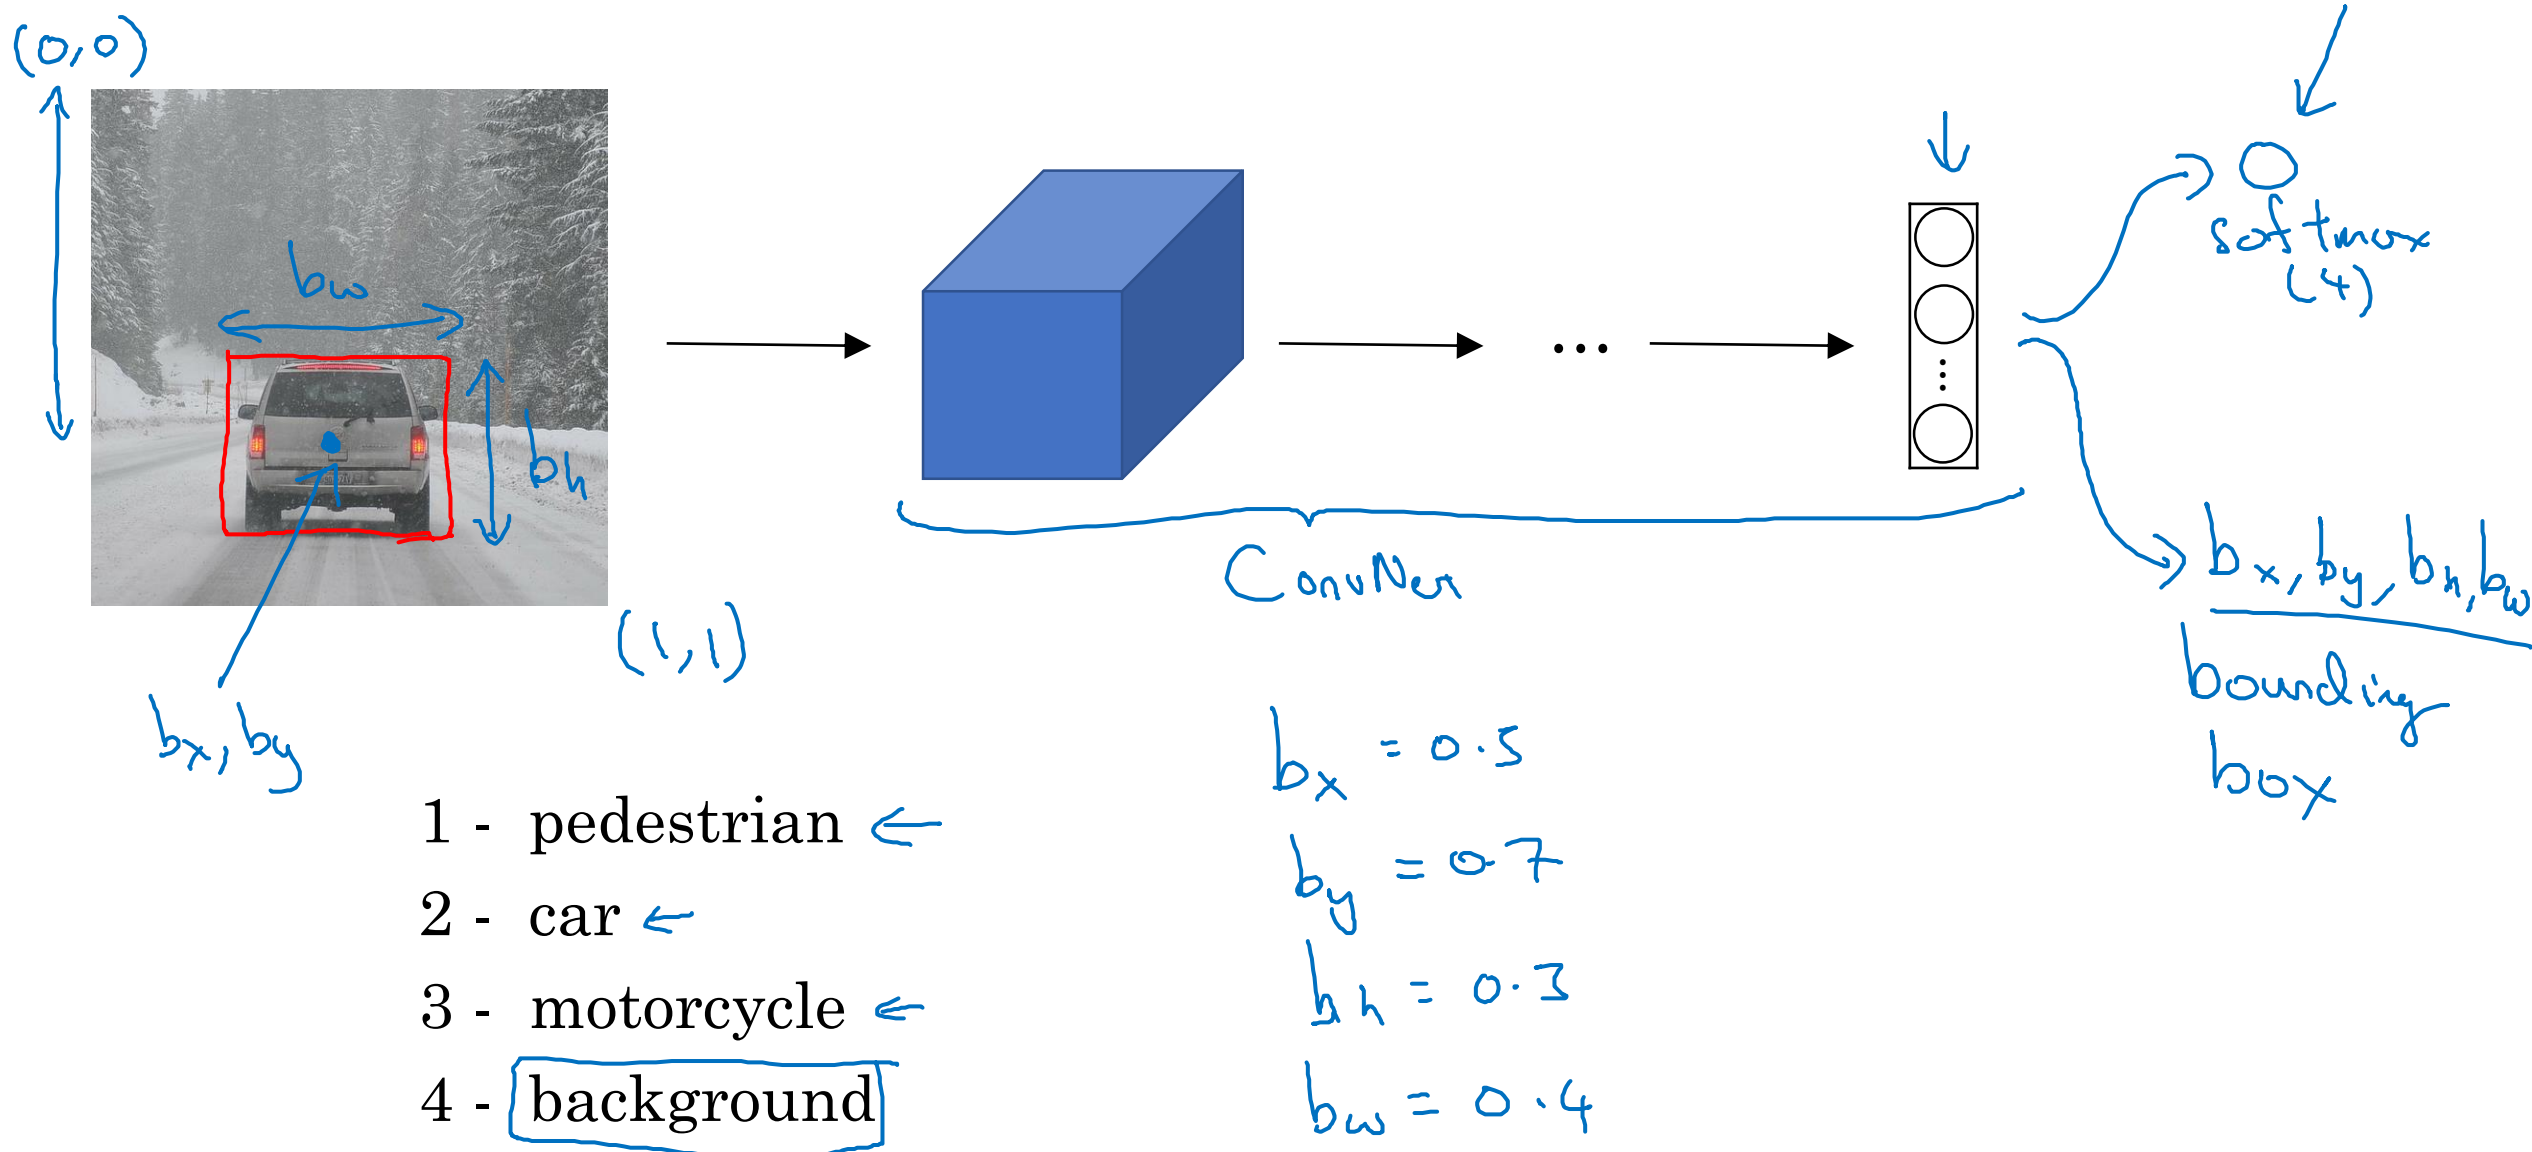 (0,0)
bw
bh
(1,1)
bx, by
...
softmax
(4)
ConvNet
bx, by, bh, bw
bounding
box
1 - pedestrian
2 - car
3 - motorcycle
4 - background
bx = 0.5
by = 0.7
bh = 0.3
bw = 0.4